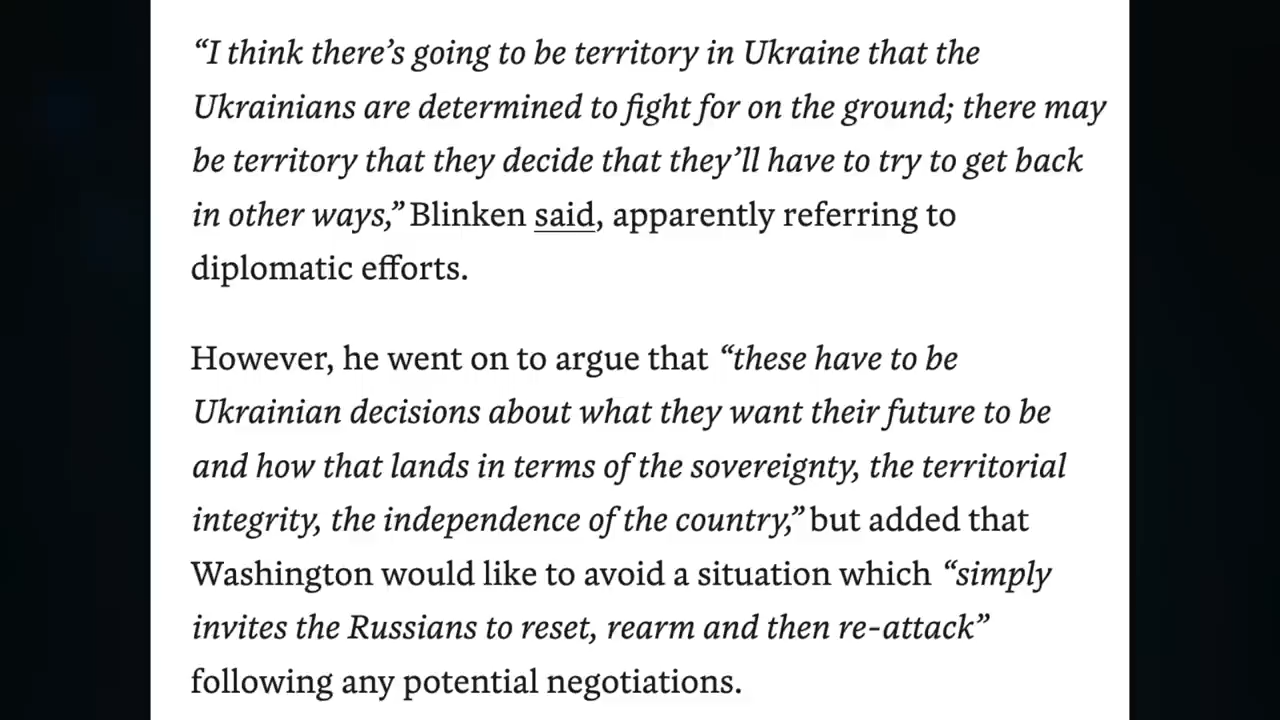 “I think there’s going to be territory in Ukraine that the
Ukrainians are determined to fight for on the ground; there may
be territory that they decide that they’ll have to try to get back
in other ways,” Blinken said, apparently referring to
diplomatic efforts.
However, he went on to argue that “these have to be
Ukrainian decisions about what they want their future to be
and how that lands in terms of the sovereignty, the territorial
integrity, the independence of the country,” but added that
Washington would like to avoid a situation which “simply
invites the Russians to reset, rearm and then re-attack”
following any potential negotiations.